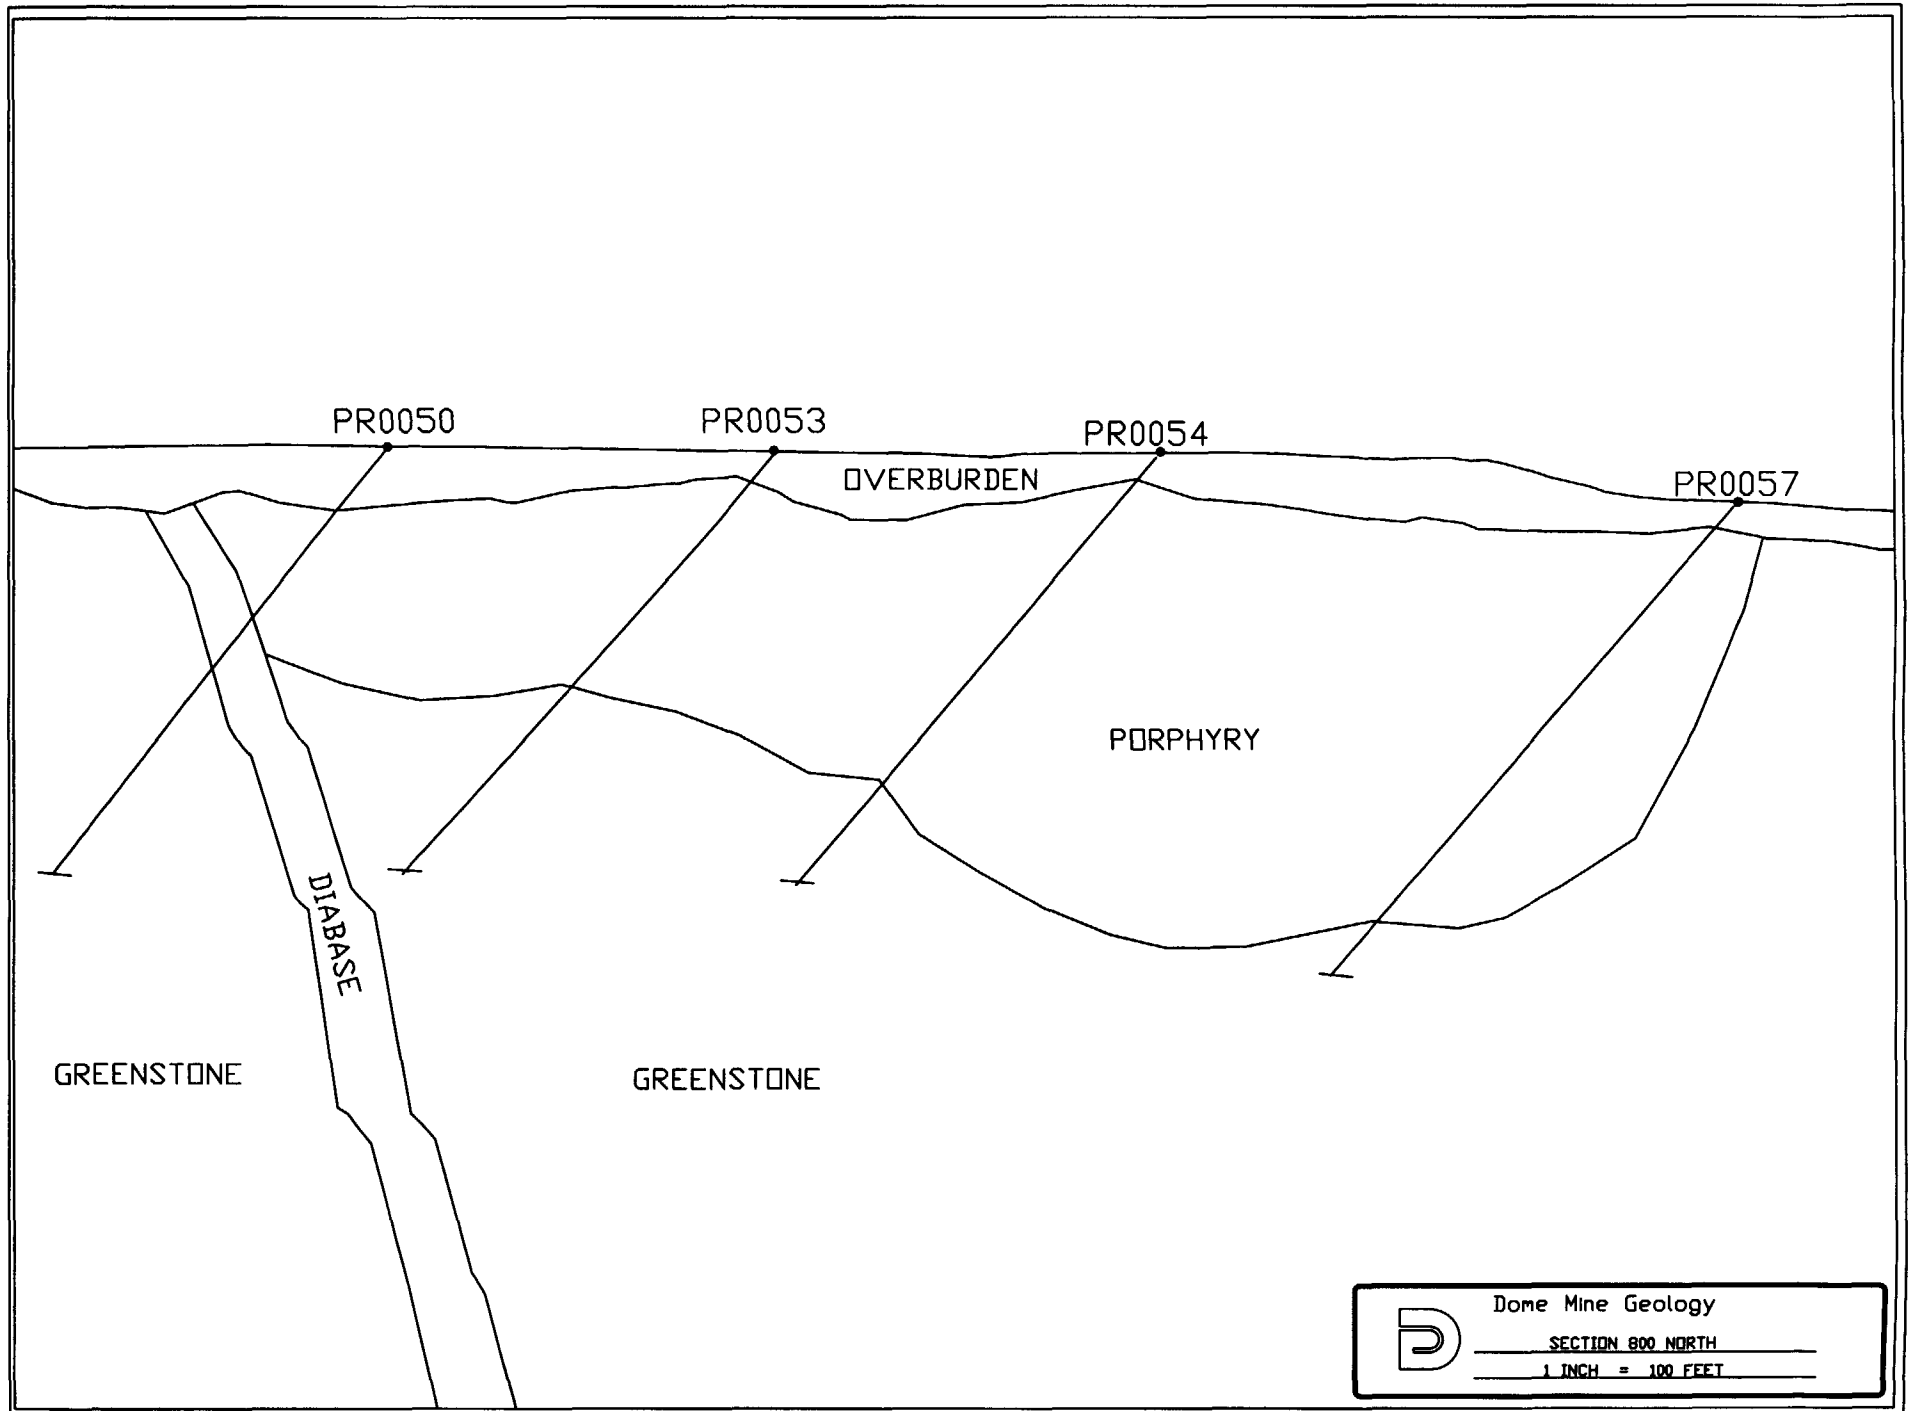 PR0050
PR0053
PR0054
OVERBURDEN
PR0057
PORPHYRY
DIABASE
GREENSTONE
GREENSTONE
Dome Mine Geology
SECTION 800 NORTH
1 INCH = 100 FEET